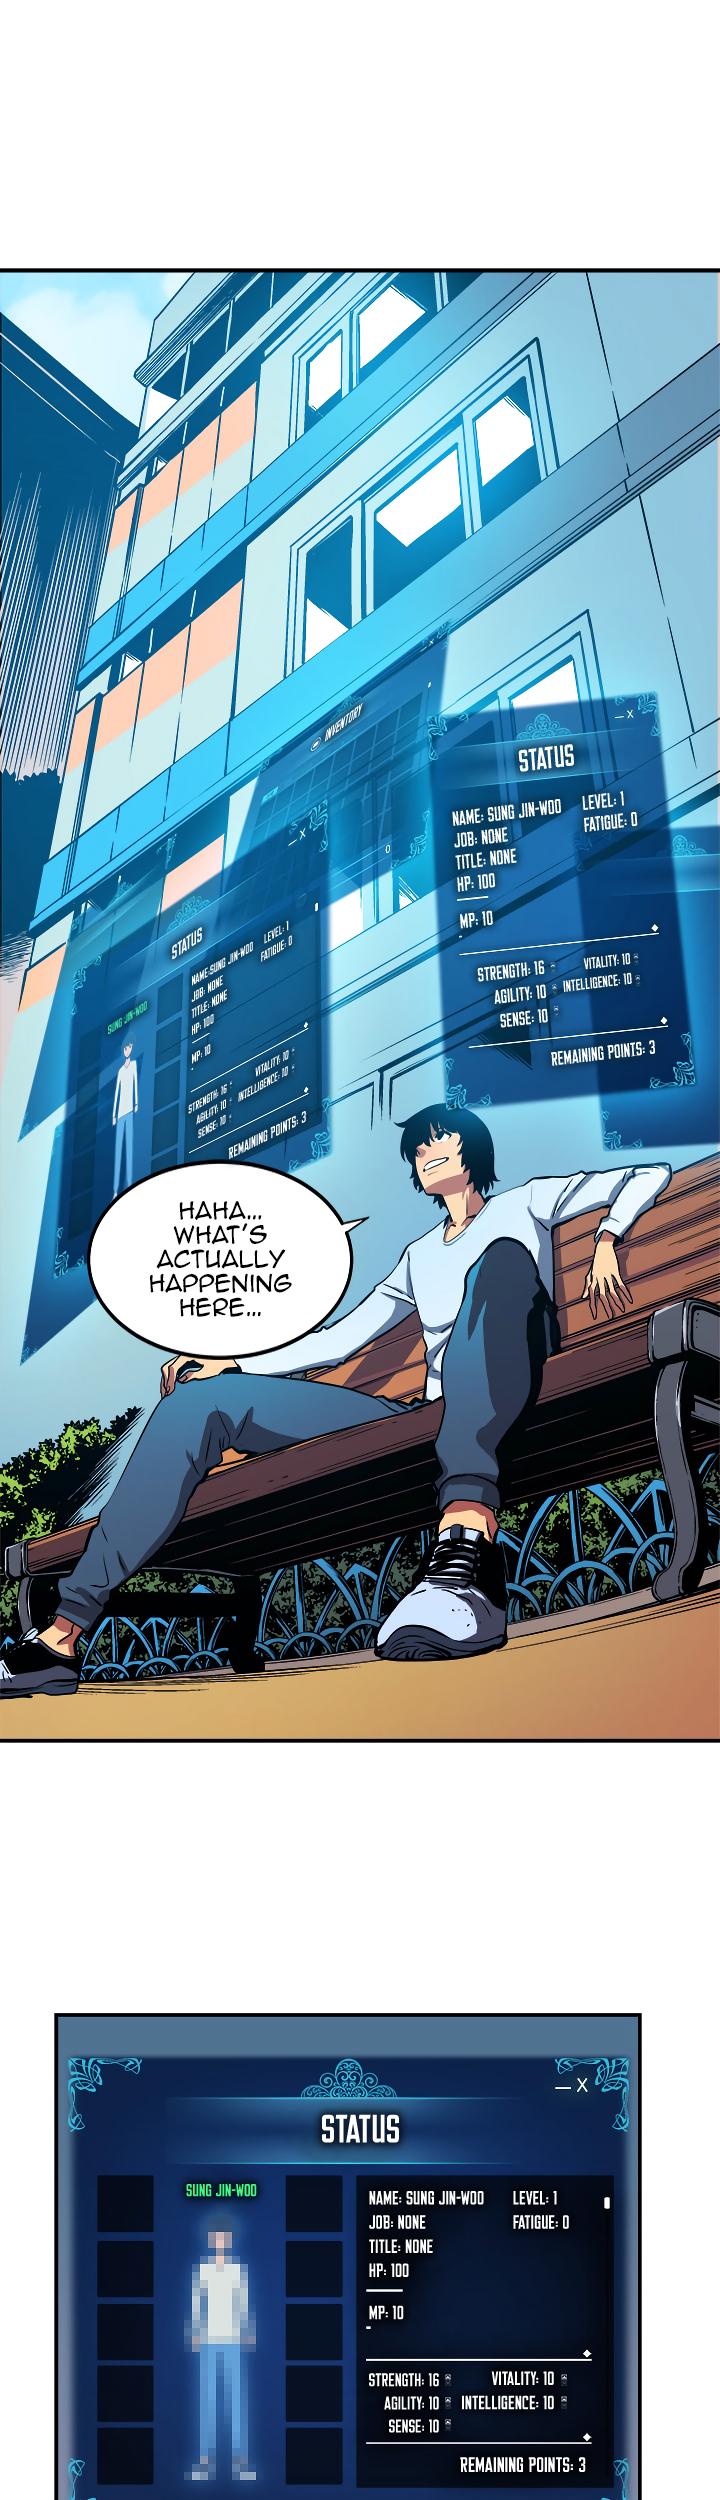 INVENTORY
— X
STATUS
NAME: SUNG JIN-WOO LEVEL: 1
JOB: NONE FATIGUE: 0
TITLE: NONE
HP: 100
MP: 10
STRENGTH: 16 VITALITY: 10
AGILITY: 10 INTELLIGENCE: 10
SENSE: 10
REMAINING POINTS: 3
— X
0
STATUS
SUNG JIN-WOO
NAME:SUNG JIN-WOO LEVEL: 1
JOB: NONE FATIGUE: 0
TITLE: NONE
HP: 100
MP: 10
STRENGTH: 16 VITALITY: 10
AGILITY: 10 INTELLIGENCE: 10
SENSE: 10
REMAINING POINTS: 3
HAHA...
WHAT'S
ACTUALLY
HAPPENING
HERE...
— X
STATUS
SUNG JIN-WOO
NAME: SUNG JIN-WOO LEVEL: 1
JOB: NONE FATIGUE: 0
TITLE: NONE
HP: 100
MP: 10
STRENGTH: 16 VITALITY: 10
AGILITY: 10 INTELLIGENCE: 10
SENSE: 10
REMAINING POINTS: 3